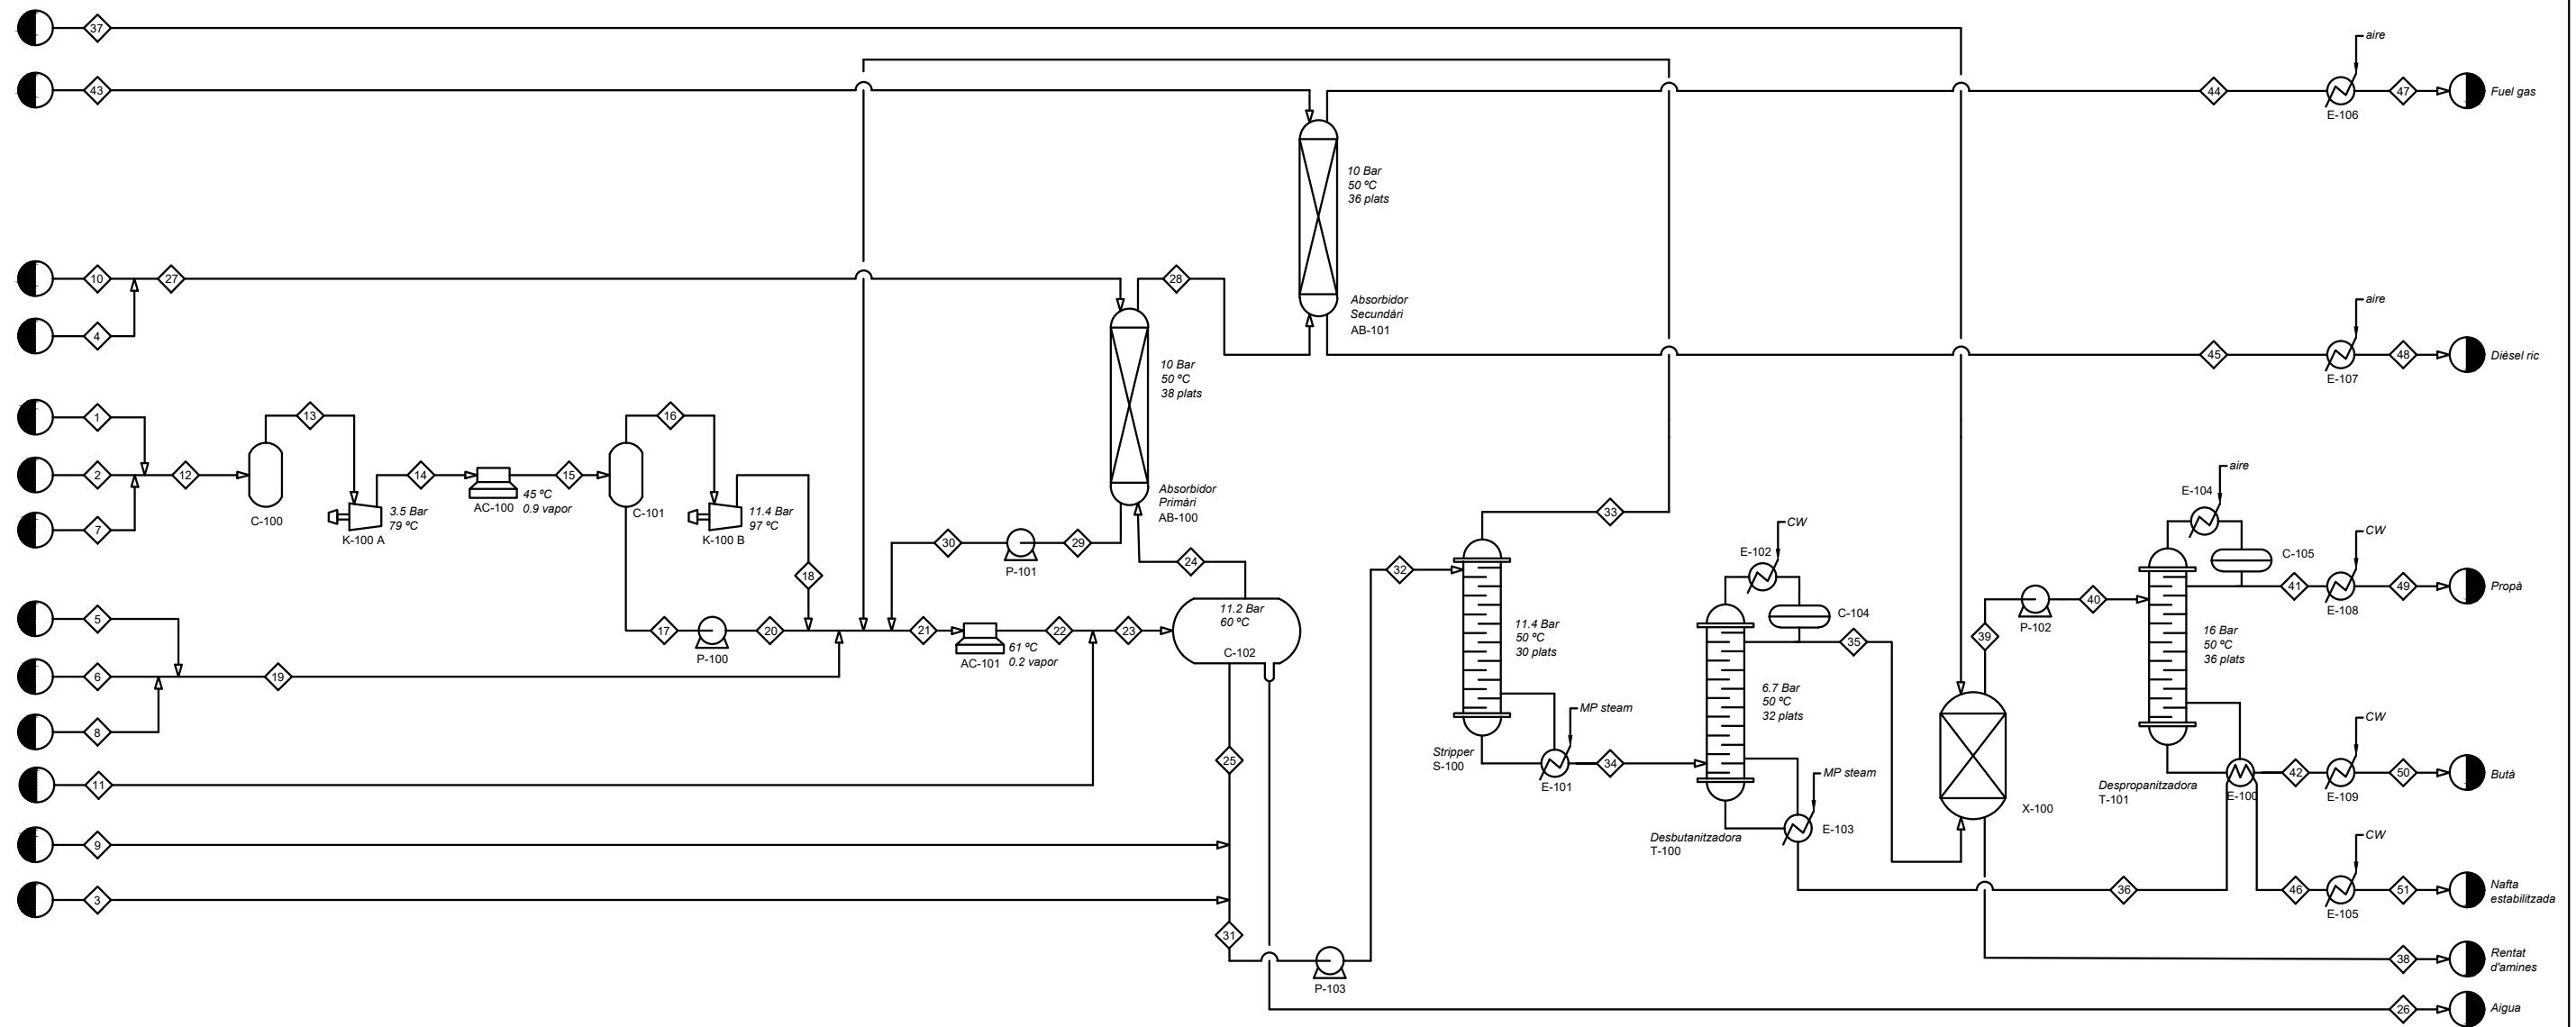 37
aire
43
44
47
Fuel gas
E-106
10 Bar
50 ºC
36 plats
10
27
28
Absorbidor
Secundàri
AB-101
aire
4
45
48
Dièsel ric
E-107
10 Bar
50 ºC
38 plats
1
13
16
2
12
14
15
7
C-100
3.5 Bar
79 ºC
K-100 A
45 ºC
0.9 vapor
AC-100
C-101
11.4 Bar
97 ºC
K-100 B
Absorbidor
Primàri
AB-100
33
aire
E-104
C-105
CW
CW
E-102
30
29
P-101
24
18
32
40
41
49
Propà
E-108
P-102
5
17
20
P-100
21
22
23
AC-101
61 ºC
0.2 vapor
11.2 Bar
60 ºC
C-102
11.4 Bar
50 ºC
30 plats
C-104
35
39
16 Bar
50 ºC
36 plats
6
19
8
6.7 Bar
50 ºC
32 plats
MP steam
CW
25
Stripper
S-100
E-101
34
MP steam
42
50
Butà
E-109
E-100
Despropanitzadora
T-101
11
X-100
E-103
Desbutanitzadora
T-100
CW
9
3
36
46
51
Nafta
estabilitzada
E-105
31
P-103
38
Rentat
d'amines
26
Aigua